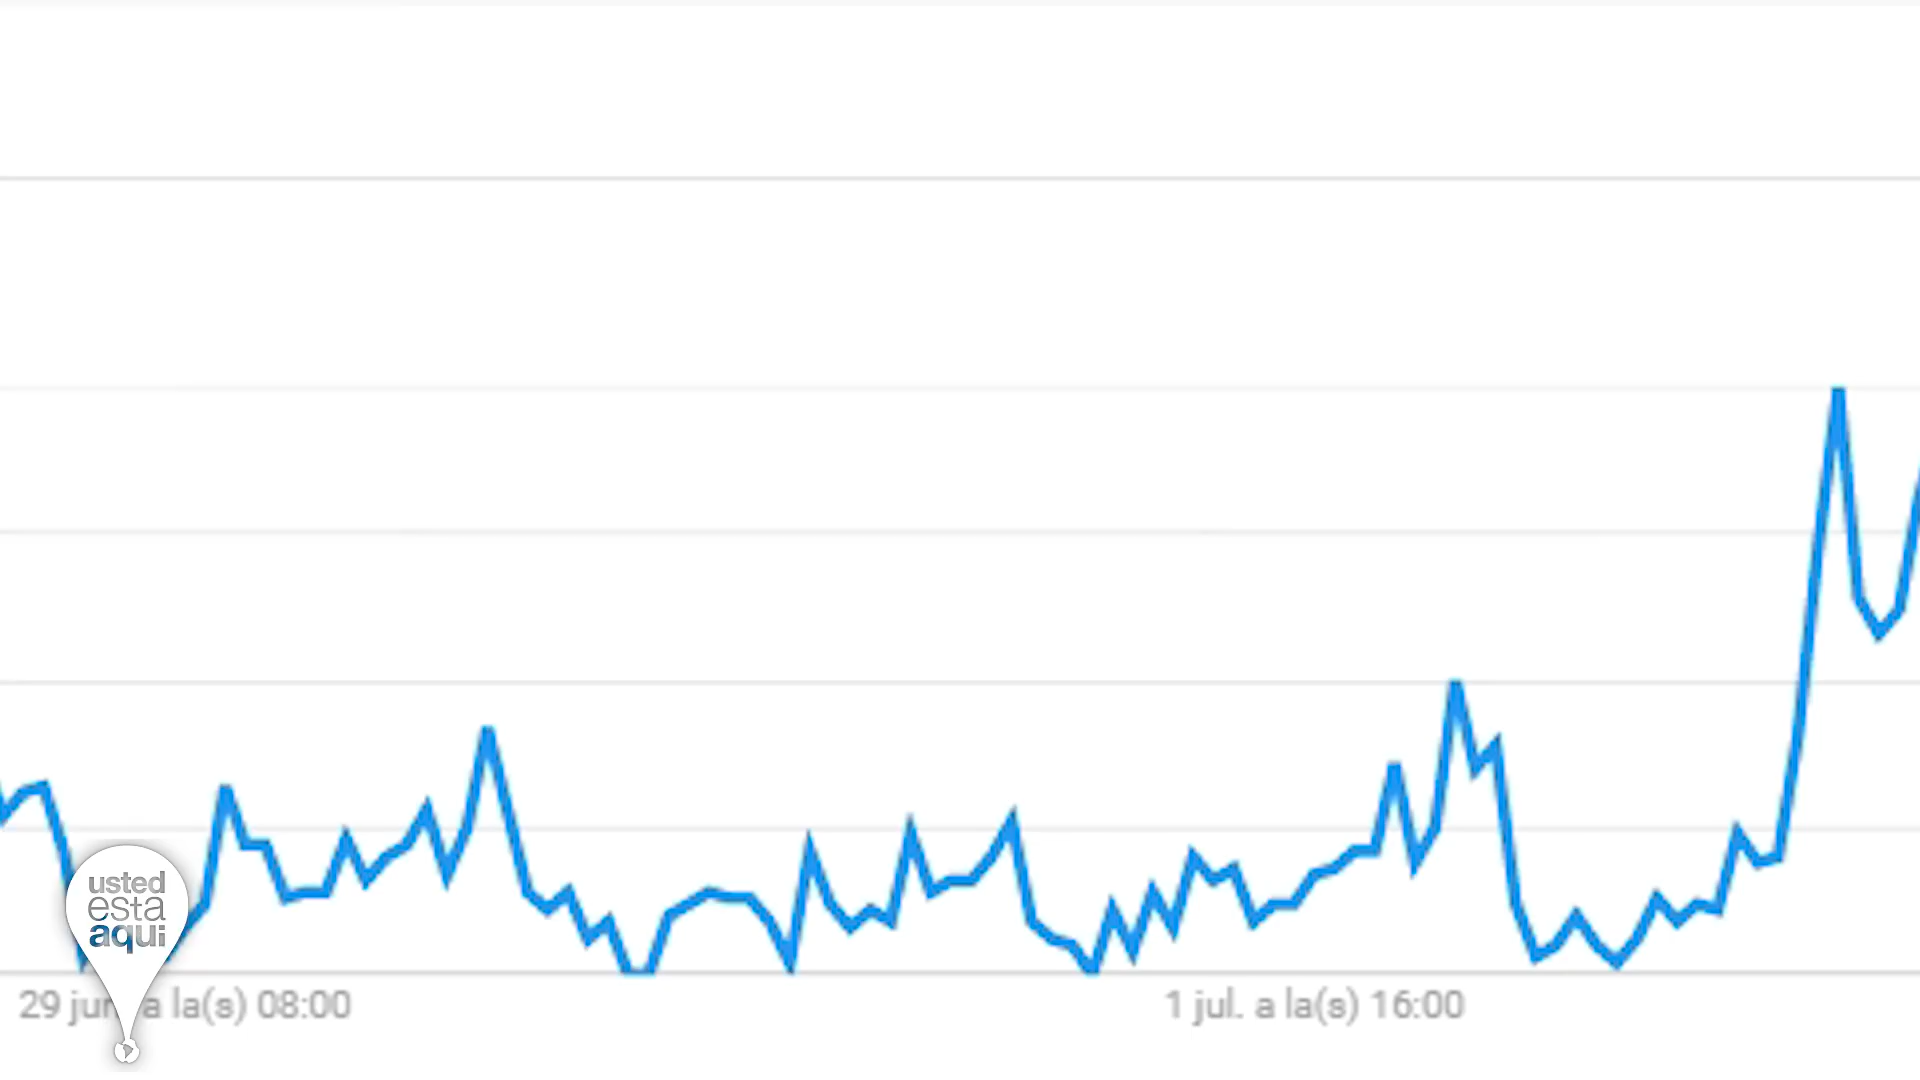 usted
esta
aqui
29 jun. a la(s) 08:00
1 jul. a la(s) 16:00